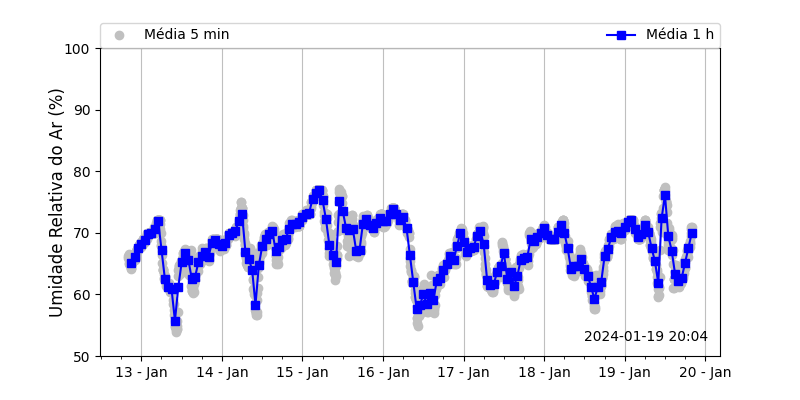 Média 5 min
Média 1 h
Umidade Relativa do Ar (%)
100
90
80
70
60
50
2024-01-19 20:04
13 - Jan
14 - Jan
15 - Jan
16 - Jan
17 - Jan
18 - Jan
19 - Jan
20 - Jan